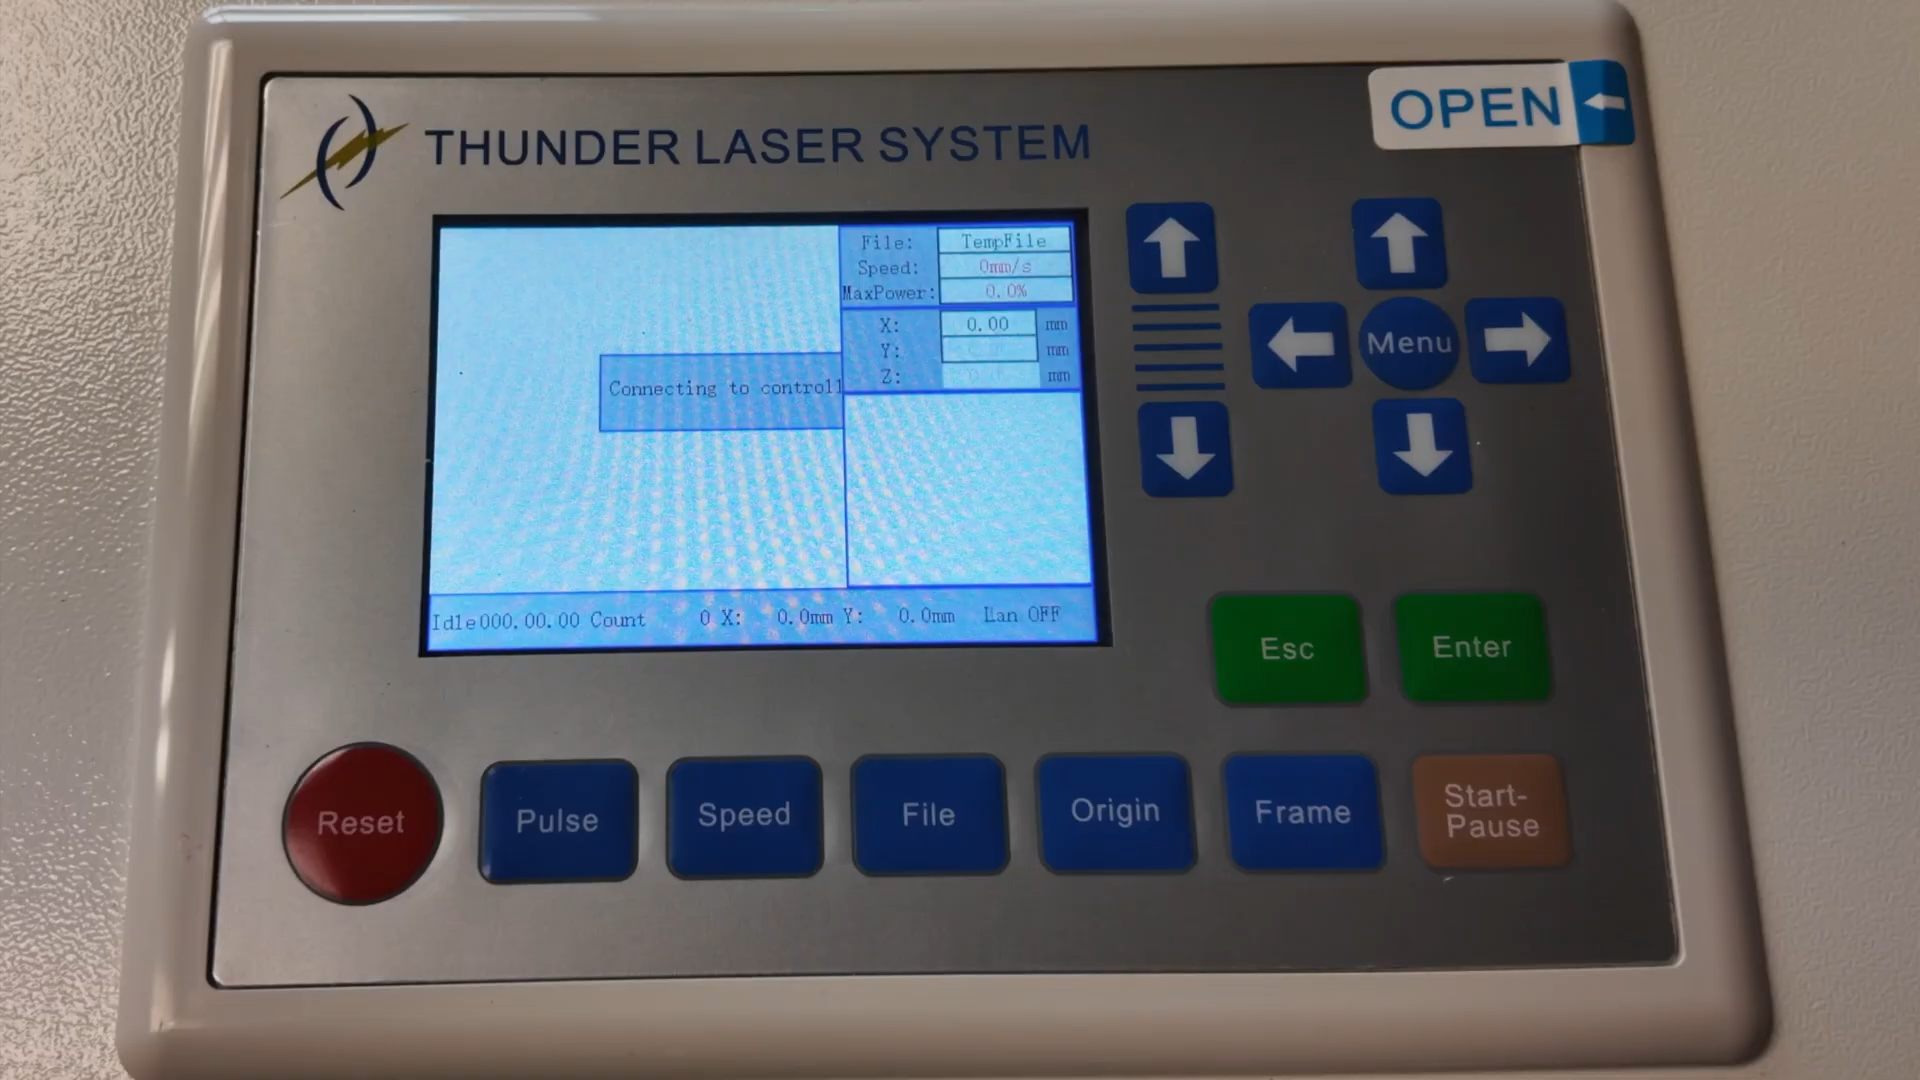 THUNDER LASER SYSTEM
OPEN
File: TempFile
Speed: 0mm/s
MaxPower: 0.0%
X: 0.00 mm
Y: mm
Z: mm
Connecting to controll
Idle000.00.00 Count 0 X: 0.0mm Y: 0.0mm Lan OFF
Menu
Esc
Enter
Reset
Pulse
Speed
File
Origin
Frame
Start-
Pause